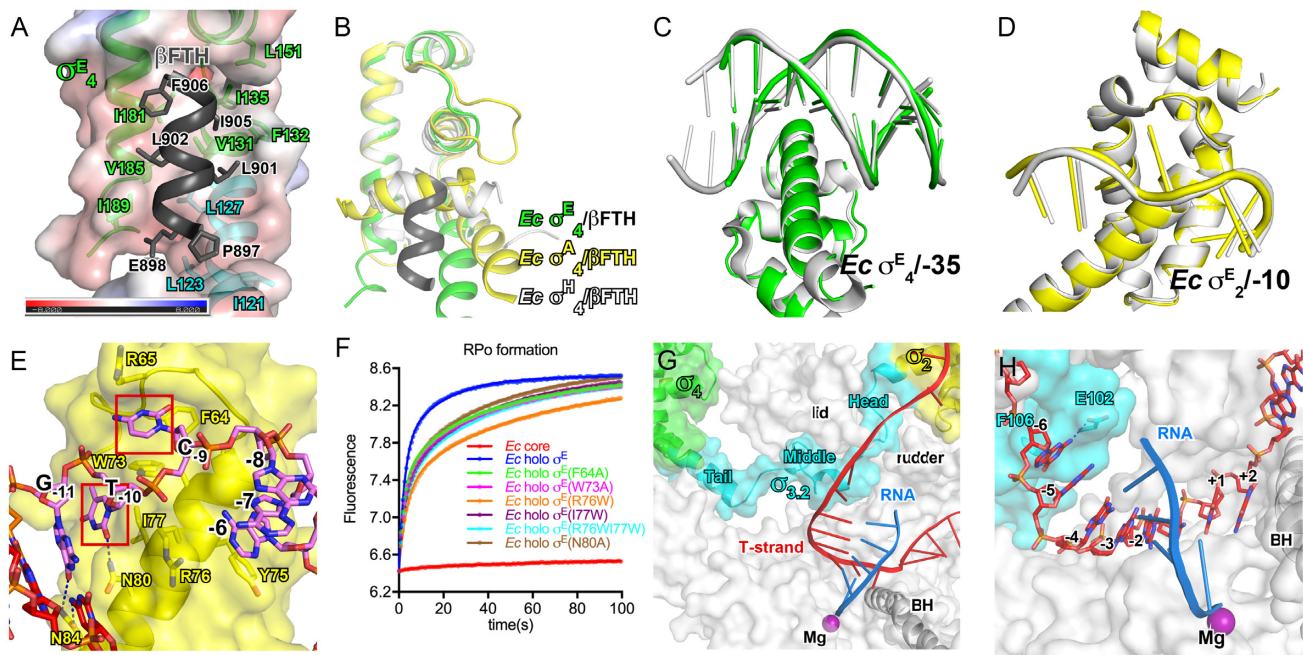 A
βFTH
L151
σE4
F906
I135
I181
I905
F132
L902
V131
V185
L901
I189
L127
E898
P897
L123
I121
-8.000
8.000
B
Ec σE4/βFTH
Ec σA4/βFTH
Ec σH4/βFTH
C
Ec σE4/-35
D
Ec σE2/-10
E
R65
F64
C-9
W73
-8
G-11
T-10
-7
I77
-6
N80
R76
Y75
N84
F
RPo formation
8.6
8.2
7.8
7.4
7.0
6.6
6.2
Fluorescence
Ec core
Ec holo σE
Ec holo σE(F64A)
Ec holo σE(W73A)
Ec holo σE(R76W)
Ec holo σE(I77W)
Ec holo σE(R76WI77W)
Ec holo σE(N80A)
0 20 40 60 80 100
time(s)
G
σ4
σ2
lid
Head
Middle
rudder
Tail
σ3.2
RNA
T-strand
BH
Mg
H
E102
F106
-6
RNA
-5
+1
+2
-4
-3
-2
BH
Mg